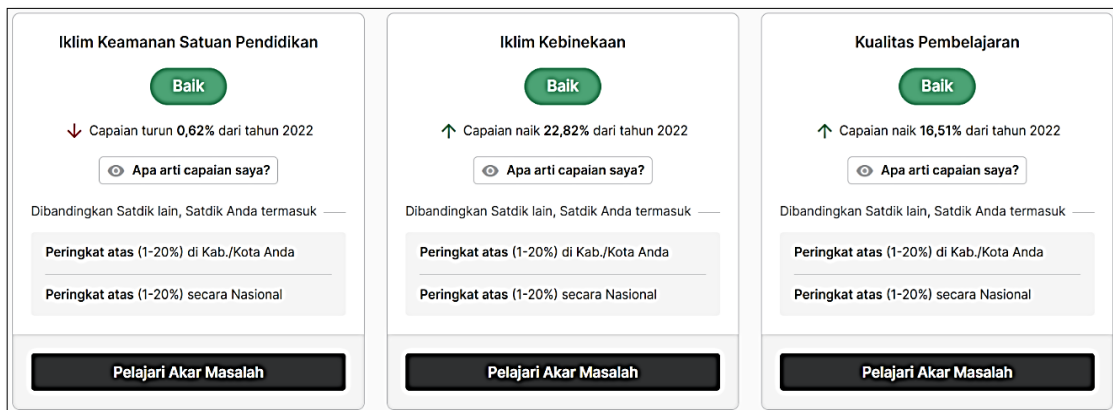 Iklim Keamanan Satuan Pendidikan
Baik
Capaian turun 0,62% dari tahun 2022
Apa arti capaian saya?
Dibandingkan Satdik lain, Satdik Anda termasuk
Peringkat atas (1-20%) di Kab./Kota Anda
Peringkat atas (1-20%) secara Nasional
Pelajari Akar Masalah
Iklim Kebinekaan
Baik
Capaian naik 22,82% dari tahun 2022
Apa arti capaian saya?
Dibandingkan Satdik lain, Satdik Anda termasuk
Peringkat atas (1-20%) di Kab./Kota Anda
Peringkat atas (1-20%) secara Nasional
Pelajari Akar Masalah
Kualitas Pembelajaran
Baik
Capaian naik 16,51% dari tahun 2022
Apa arti capaian saya?
Dibandingkan Satdik lain, Satdik Anda termasuk
Peringkat atas (1-20%) di Kab./Kota Anda
Peringkat atas (1-20%) secara Nasional
Pelajari Akar Masalah